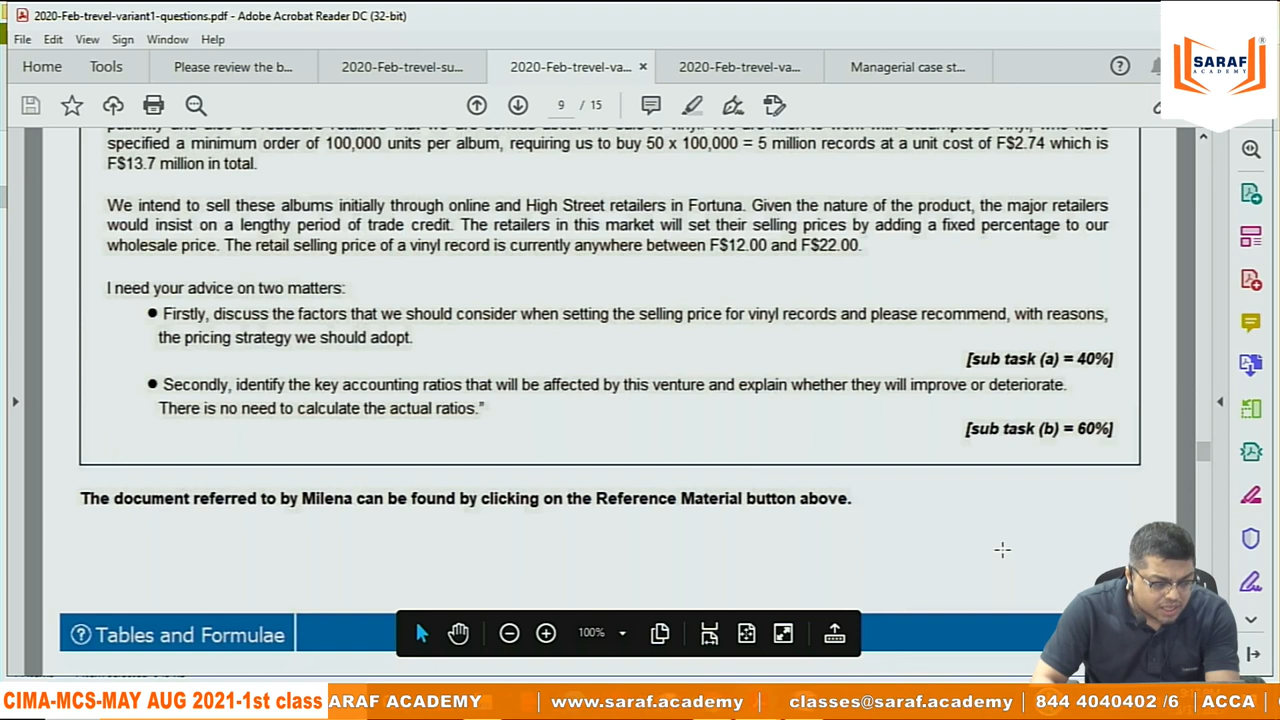 2020-Feb-trevel-variant1-questions.pdf - Adobe Acrobat Reader DC (32-bit)
File Edit View Sign Window Help
Home Tools Please review the b... 2020-Feb-trevel-su... 2020-Feb-trevel-va... × 2020-Feb-trevel-va... Managerial case st...
9 / 15
specified a minimum order of 100,000 units per album, requiring us to buy 50 x 100,000 = 5 million records at a unit cost of F$2.74 which is
F$13.7 million in total.
We intend to sell these albums initially through online and High Street retailers in Fortuna. Given the nature of the product, the major retailers
would insist on a lengthy period of trade credit. The retailers in this market will set their selling prices by adding a fixed percentage to our
wholesale price. The retail selling price of a vinyl record is currently anywhere between F$12.00 and F$22.00.
I need your advice on two matters:
● Firstly, discuss the factors that we should consider when setting the selling price for vinyl records and please recommend, with reasons,
the pricing strategy we should adopt.
[sub task (a) = 40%]
● Secondly, identify the key accounting ratios that will be affected by this venture and explain whether they will improve or deteriorate.
There is no need to calculate the actual ratios."
[sub task (b) = 60%]
The document referred to by Milena can be found by clicking on the Reference Material button above.
Tables and Formulae
100%
SARAF
ACADEMY
CIMA-MCS-MAY AUG 2021-1st class
ARAF ACADEMY | www.saraf.academy | classes@saraf.academy | 844 4040402 /6 | ACCA |